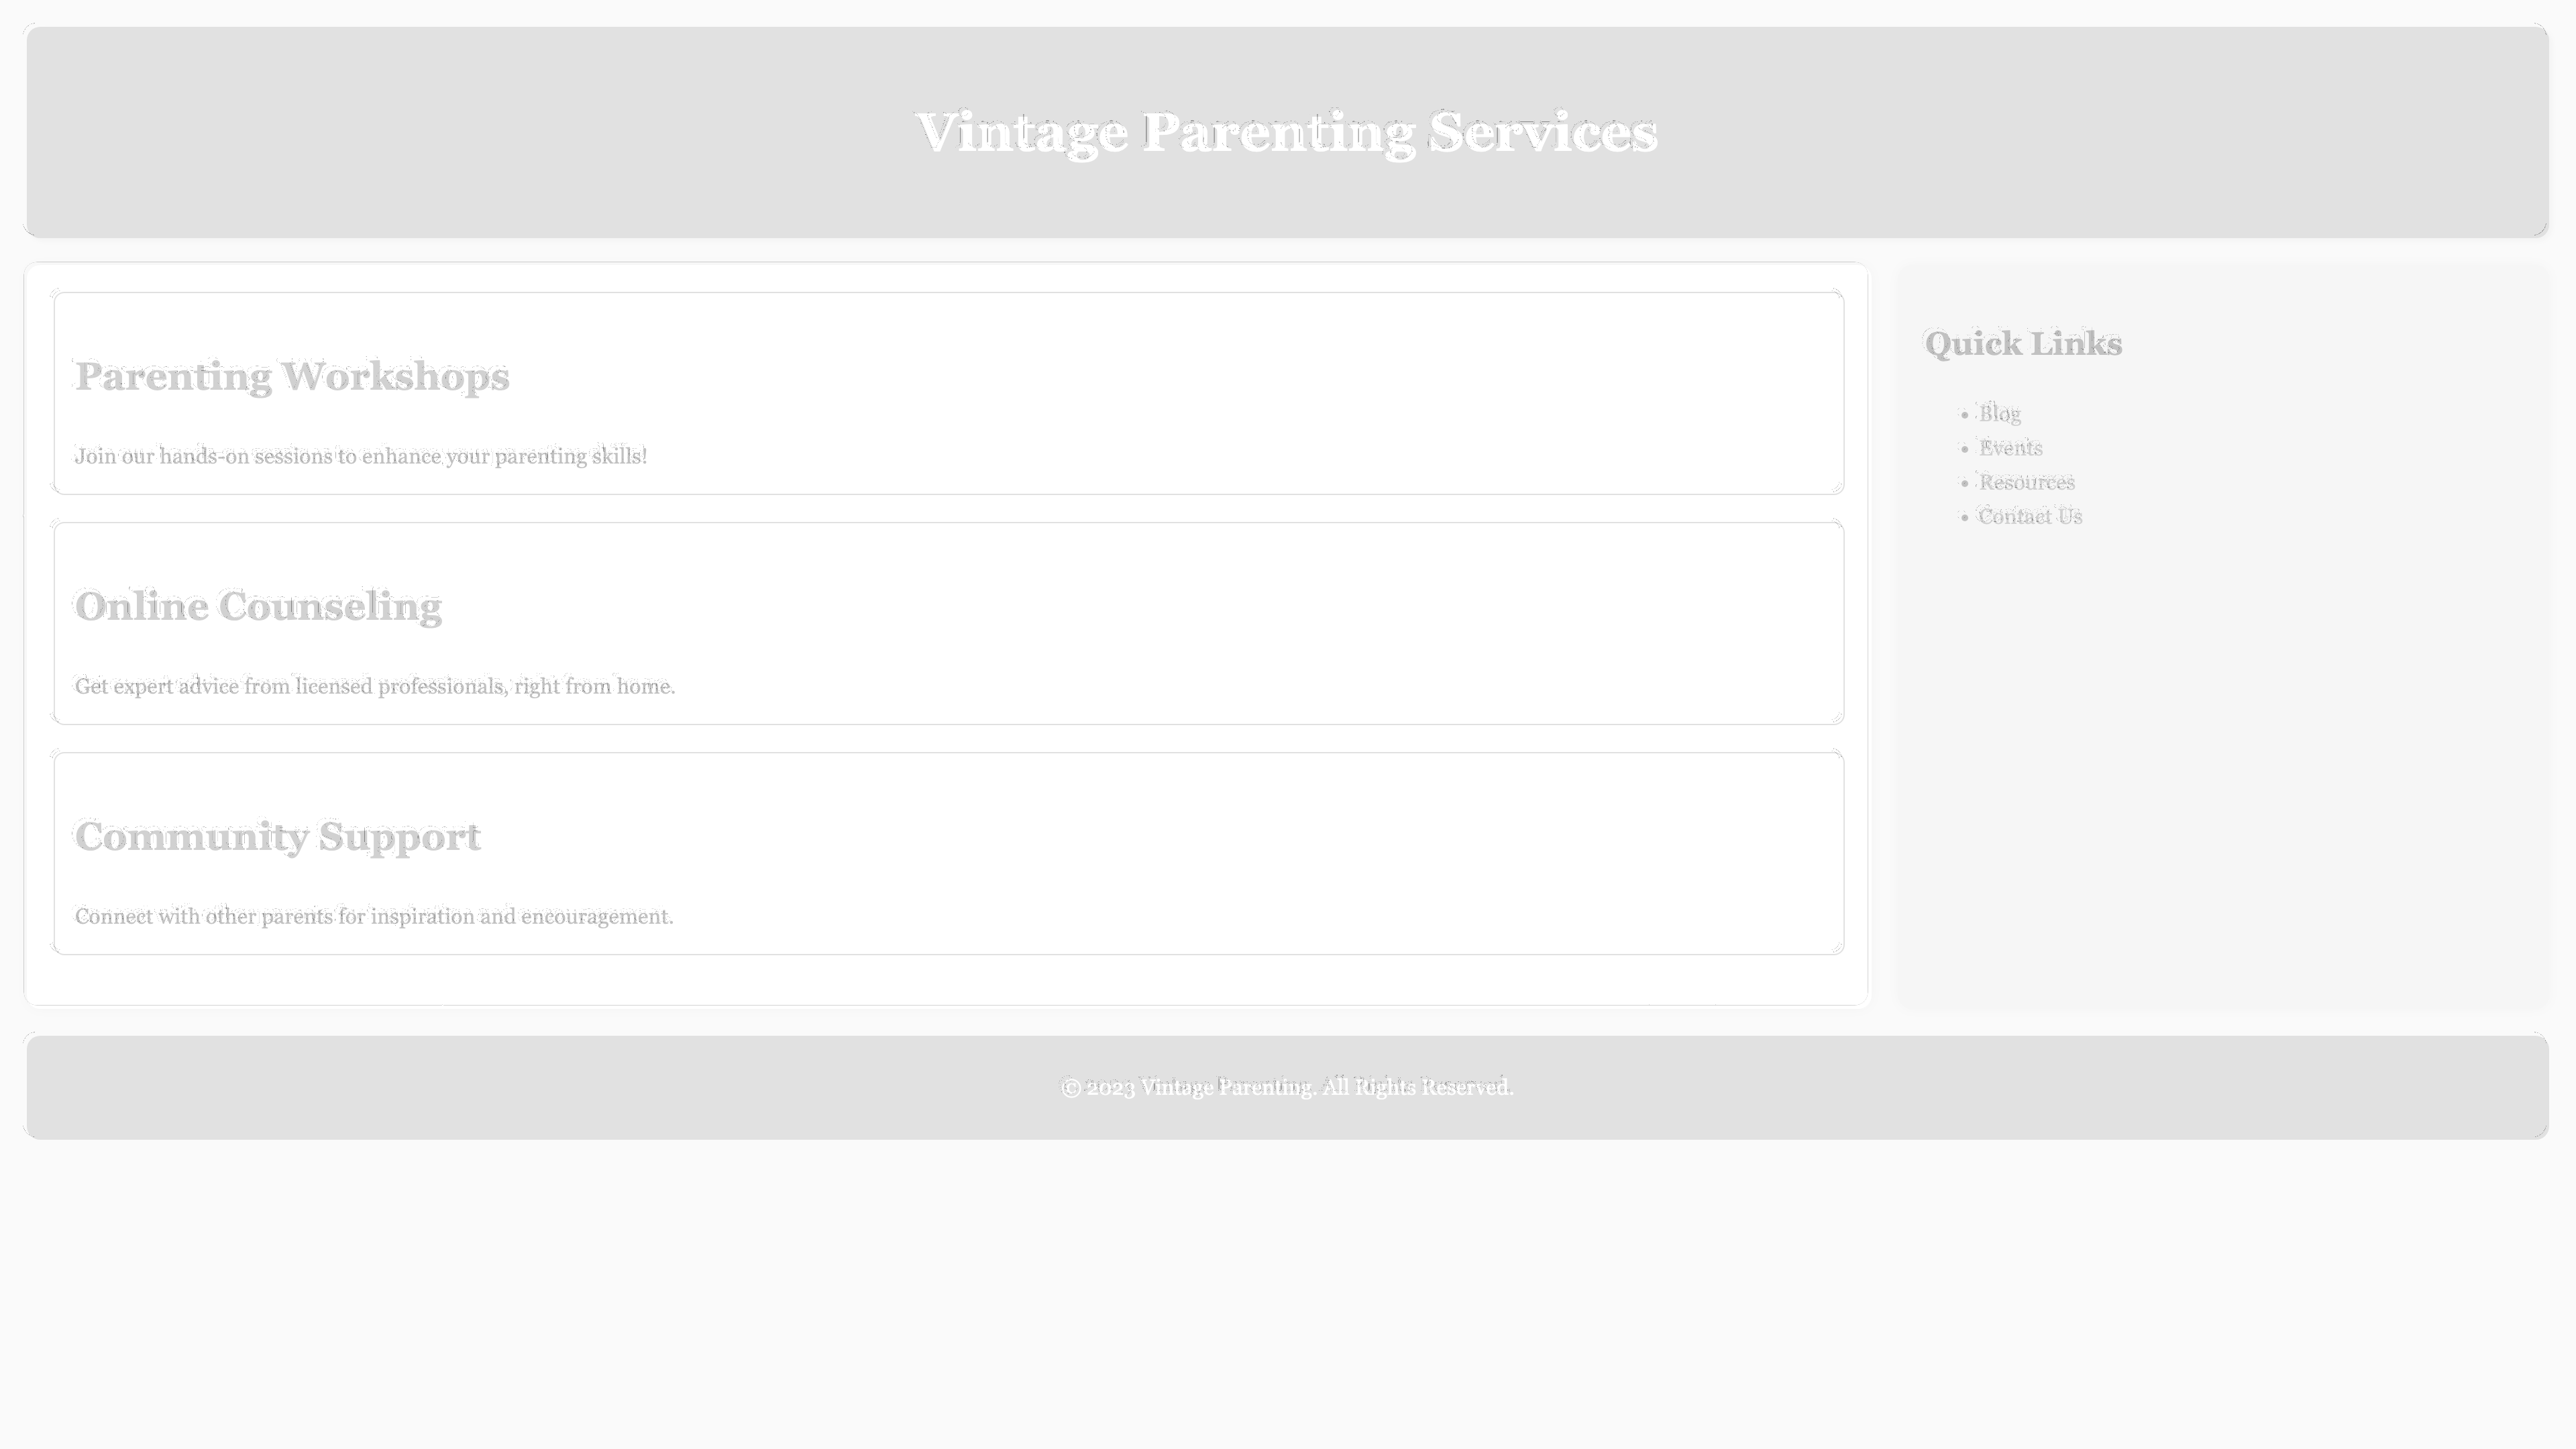 Vintage Parenting Services
Parenting Workshops
Join our hands-on sessions to enhance your parenting skills!
Online Counseling
Get expert advice from licensed professionals, right from home.
Community Support
Connect with other parents for inspiration and encouragement.
Quick Links
Blog
Events
Resources
Contact Us
© 2023 Vintage Parenting. All Rights Reserved.